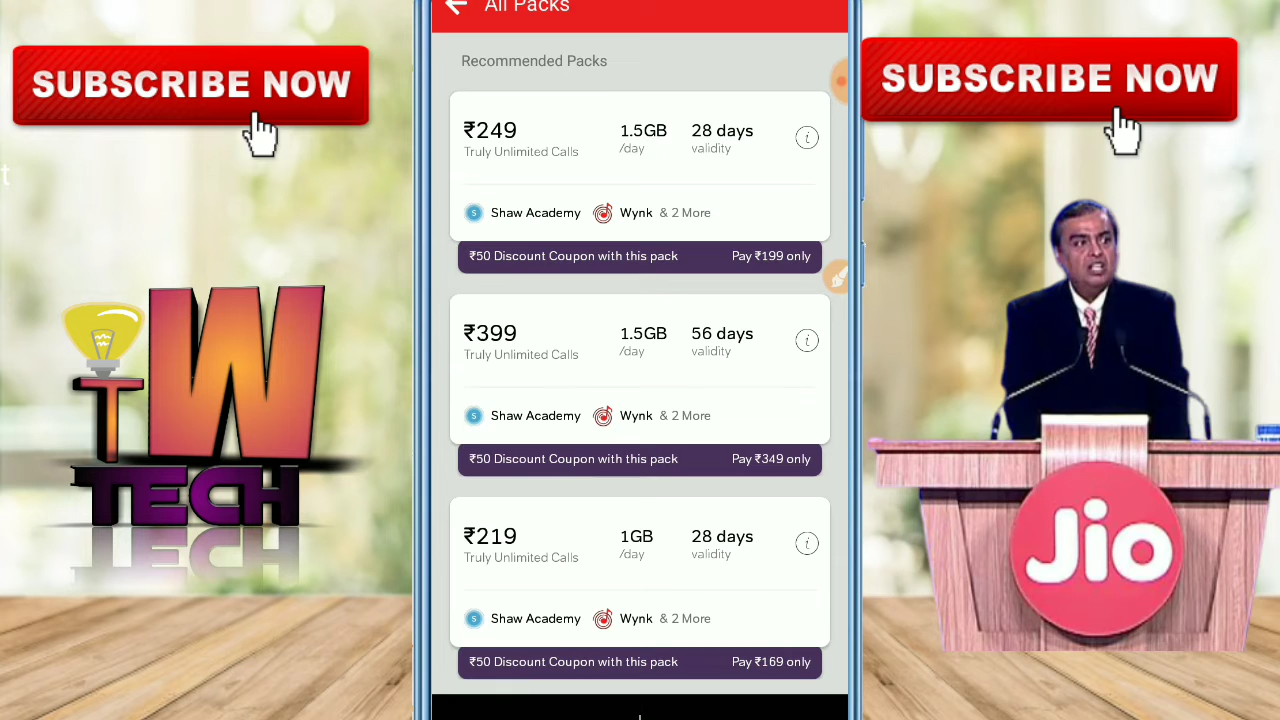 SUBSCRIBE NOW
t
TW
TECH
All Packs
Recommended Packs
₹249
Truly Unlimited Calls
1.5GB
/day
28 days
validity
i
S Shaw Academy Wynk & 2 More
₹50 Discount Coupon with this pack Pay ₹199 only
₹399
Truly Unlimited Calls
1.5GB
/day
56 days
validity
i
S Shaw Academy Wynk & 2 More
₹50 Discount Coupon with this pack Pay ₹349 only
₹219
Truly Unlimited Calls
1GB
/day
28 days
validity
i
S Shaw Academy Wynk & 2 More
₹50 Discount Coupon with this pack Pay ₹169 only
SUBSCRIBE NOW
Jio